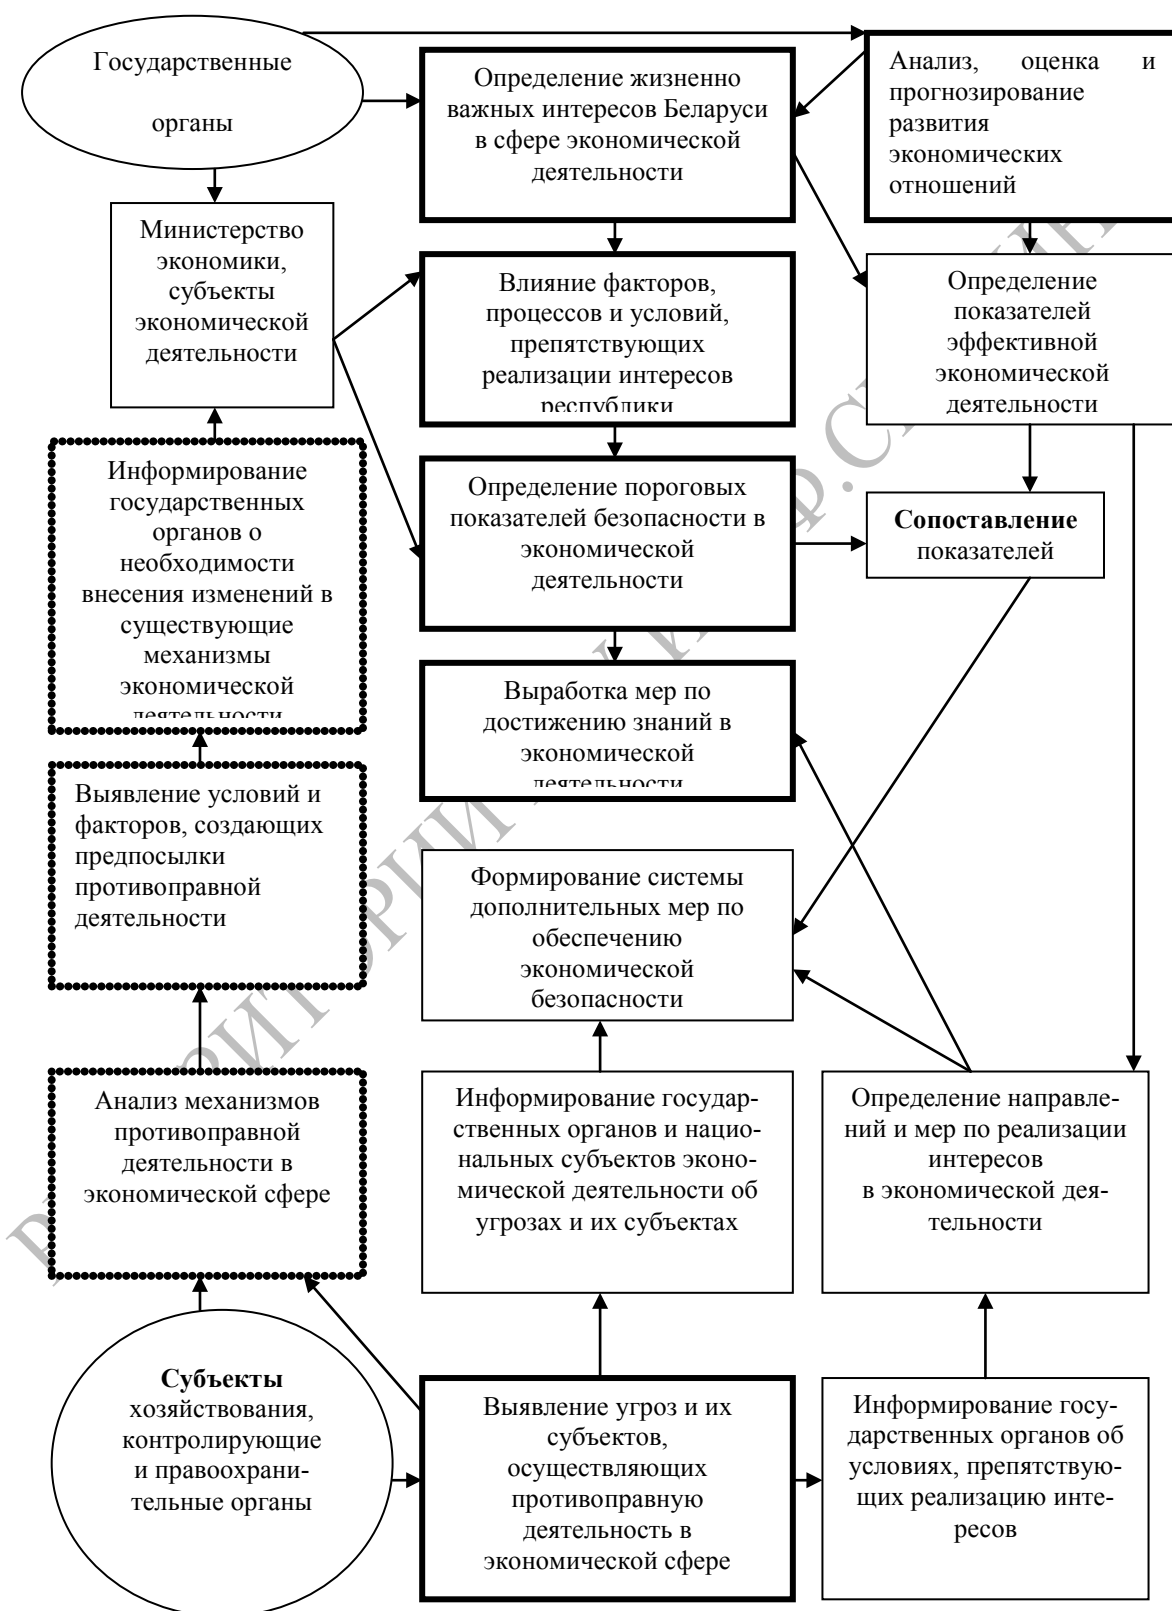 Государственные
органы
Определение жизненно
важных интересов Беларуси
в сфере экономической
деятельности
Анализ, оценка и
прогнозирование
развития
экономических
отношений
Министерство
экономики,
субъекты
экономической
деятельности
Влияние факторов,
процессов и условий,
препятствующих
реализации интересов
республики
Определение
показателей
эффективной
экономической
деятельности
Информирование
государственных
органов о
необходимости
внесения изменений в
существующие
механизмы
экономической
деятельности
Определение пороговых
показателей безопасности в
экономической
деятельности
Сопоставление
показателей
Выработка мер по
достижению знаний в
экономической
деятельности
Выявление условий и
факторов, создающих
предпосылки
противоправной
деятельности
Формирование системы
дополнительных мер по
обеспечению
экономической
безопасности
Анализ механизмов
противоправной
деятельности в
экономической сфере
Информирование государ-
ственных органов и нацио-
нальных субъектов эконо-
мической деятельности об
угрозах и их субъектах
Определение направле-
ний и мер по реализации
интересов
в экономической дея-
тельности
Субъекты
хозяйствования,
контролирующие
и правоохрани-
тельные органы
Выявление угроз и их
субъектов,
осуществляющих
противоправную
деятельность в
экономической сфере
Информирование госу-
дарственных органов об
условиях, препятствую-
щих реализацию инте-
ресов